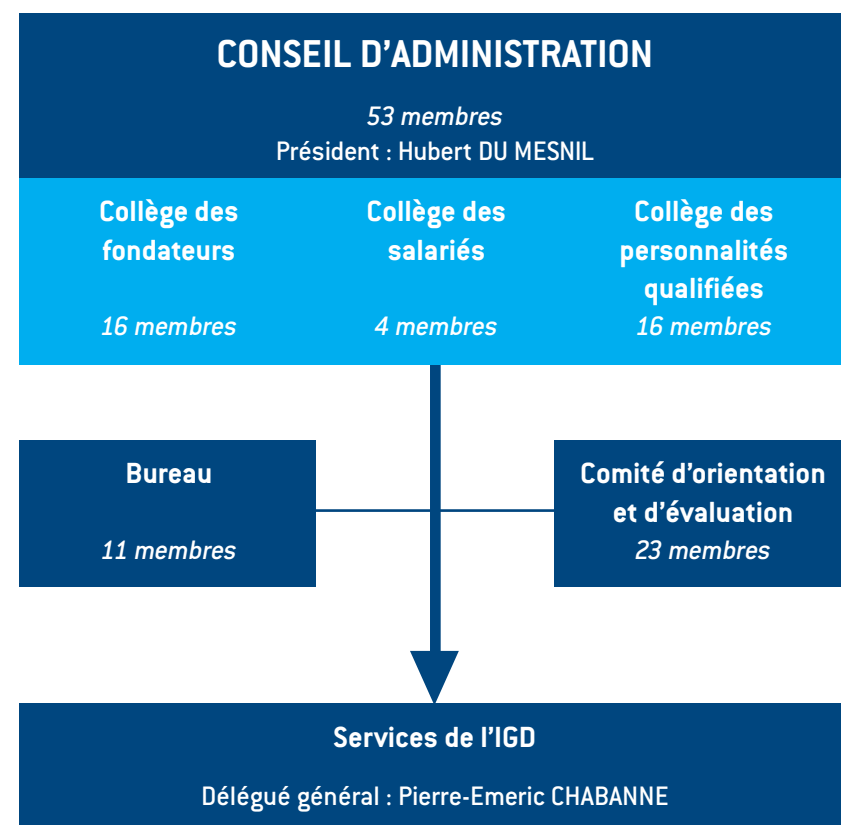 CONSEIL D'ADMINISTRATION
53 membres
Président : Hubert DU MESNIL
Collège des
fondateurs
16 membres
Collège des
salariés
4 membres
Collège des
personnalités
qualifiées
16 membres
Bureau
11 membres
Comité d'orientation
et d'évaluation
23 membres
Services de l'IGD
Délégué général : Pierre-Emeric CHABANNE